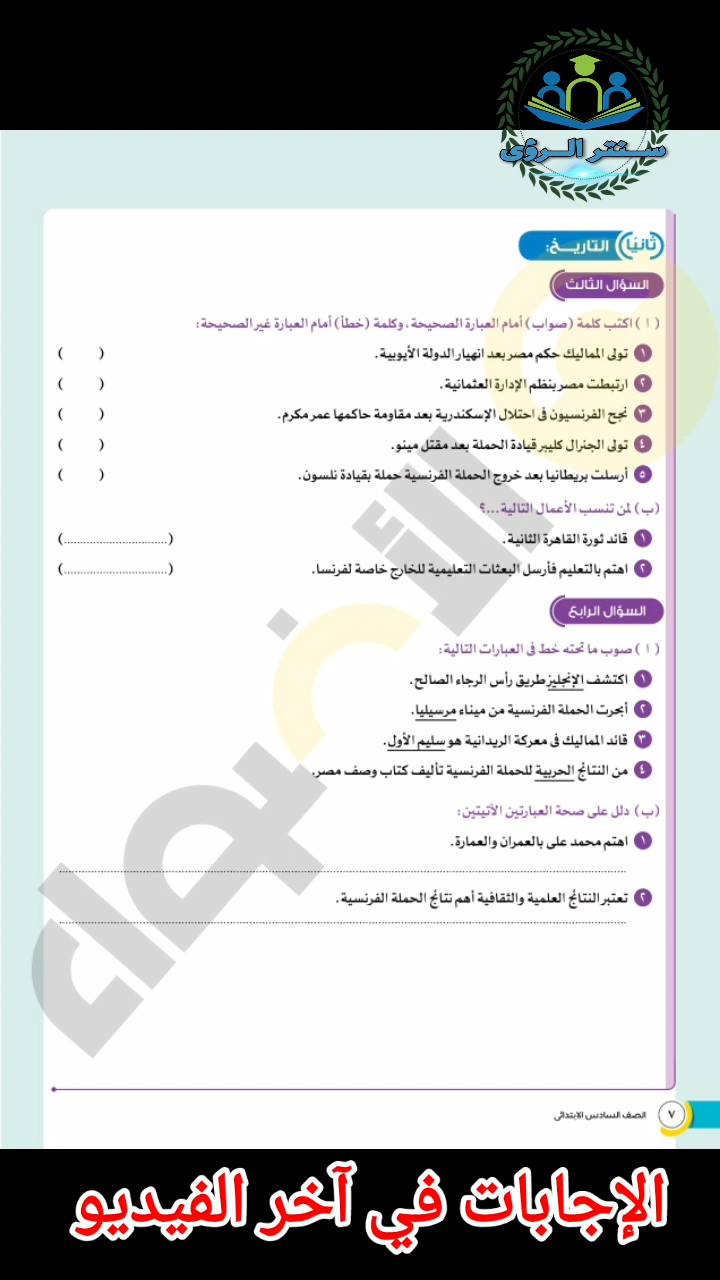 سنتر الرؤى
(ثانيًا) التاريخ:
السؤال الثالث
( ا ) اكتب كلمة (صواب) أمام العبارة الصحيحة، وكلمة (خطأ) أمام العبارة غير الصحيحة:
١ تولى المماليك حكم مصر بعد انهيار الدولة الأيوبية. ( )
٢ ارتبطت مصر بنظم الإدارة العثمانية. ( )
٣ نجح الفرنسيون فى احتلال الإسكندرية بعد مقاومة حاكمها عمر مكرم. ( )
٤ تولى الجنرال كليبر قيادة الحملة بعد مقتل مينو. ( )
٥ أرسلت بريطانيا بعد خروج الحملة الفرنسية حملة بقيادة نلسون. ( )
(ب) لمن تنسب الأعمال التالية...؟
١ قائد ثورة القاهرة الثانية. (..............................)
٢ اهتم بالتعليم فأرسل البعثات التعليمية للخارج خاصة لفرنسا. (..............................)
السؤال الرابع
( ا ) صوب ما تحته خط فى العبارات التالية:
١ اكتشف الإنجليز طريق رأس الرجاء الصالح.
٢ أبحرت الحملة الفرنسية من ميناء مرسيليا.
٣ قائد المماليك فى معركة الريدانية هو سليم الأول.
٤ من النتائج الحربية للحملة الفرنسية تأليف كتاب وصف مصر.
(ب) دلل على صحة العبارتين الآتيتين:
١ اهتم محمد على بالعمران والعمارة.
٢ تعتبر النتائج العلمية والثقافية أهم نتائج الحملة الفرنسية.
الأضواء
٧ الصف السادس الابتدائى
الإجابات في آخر الفيديو